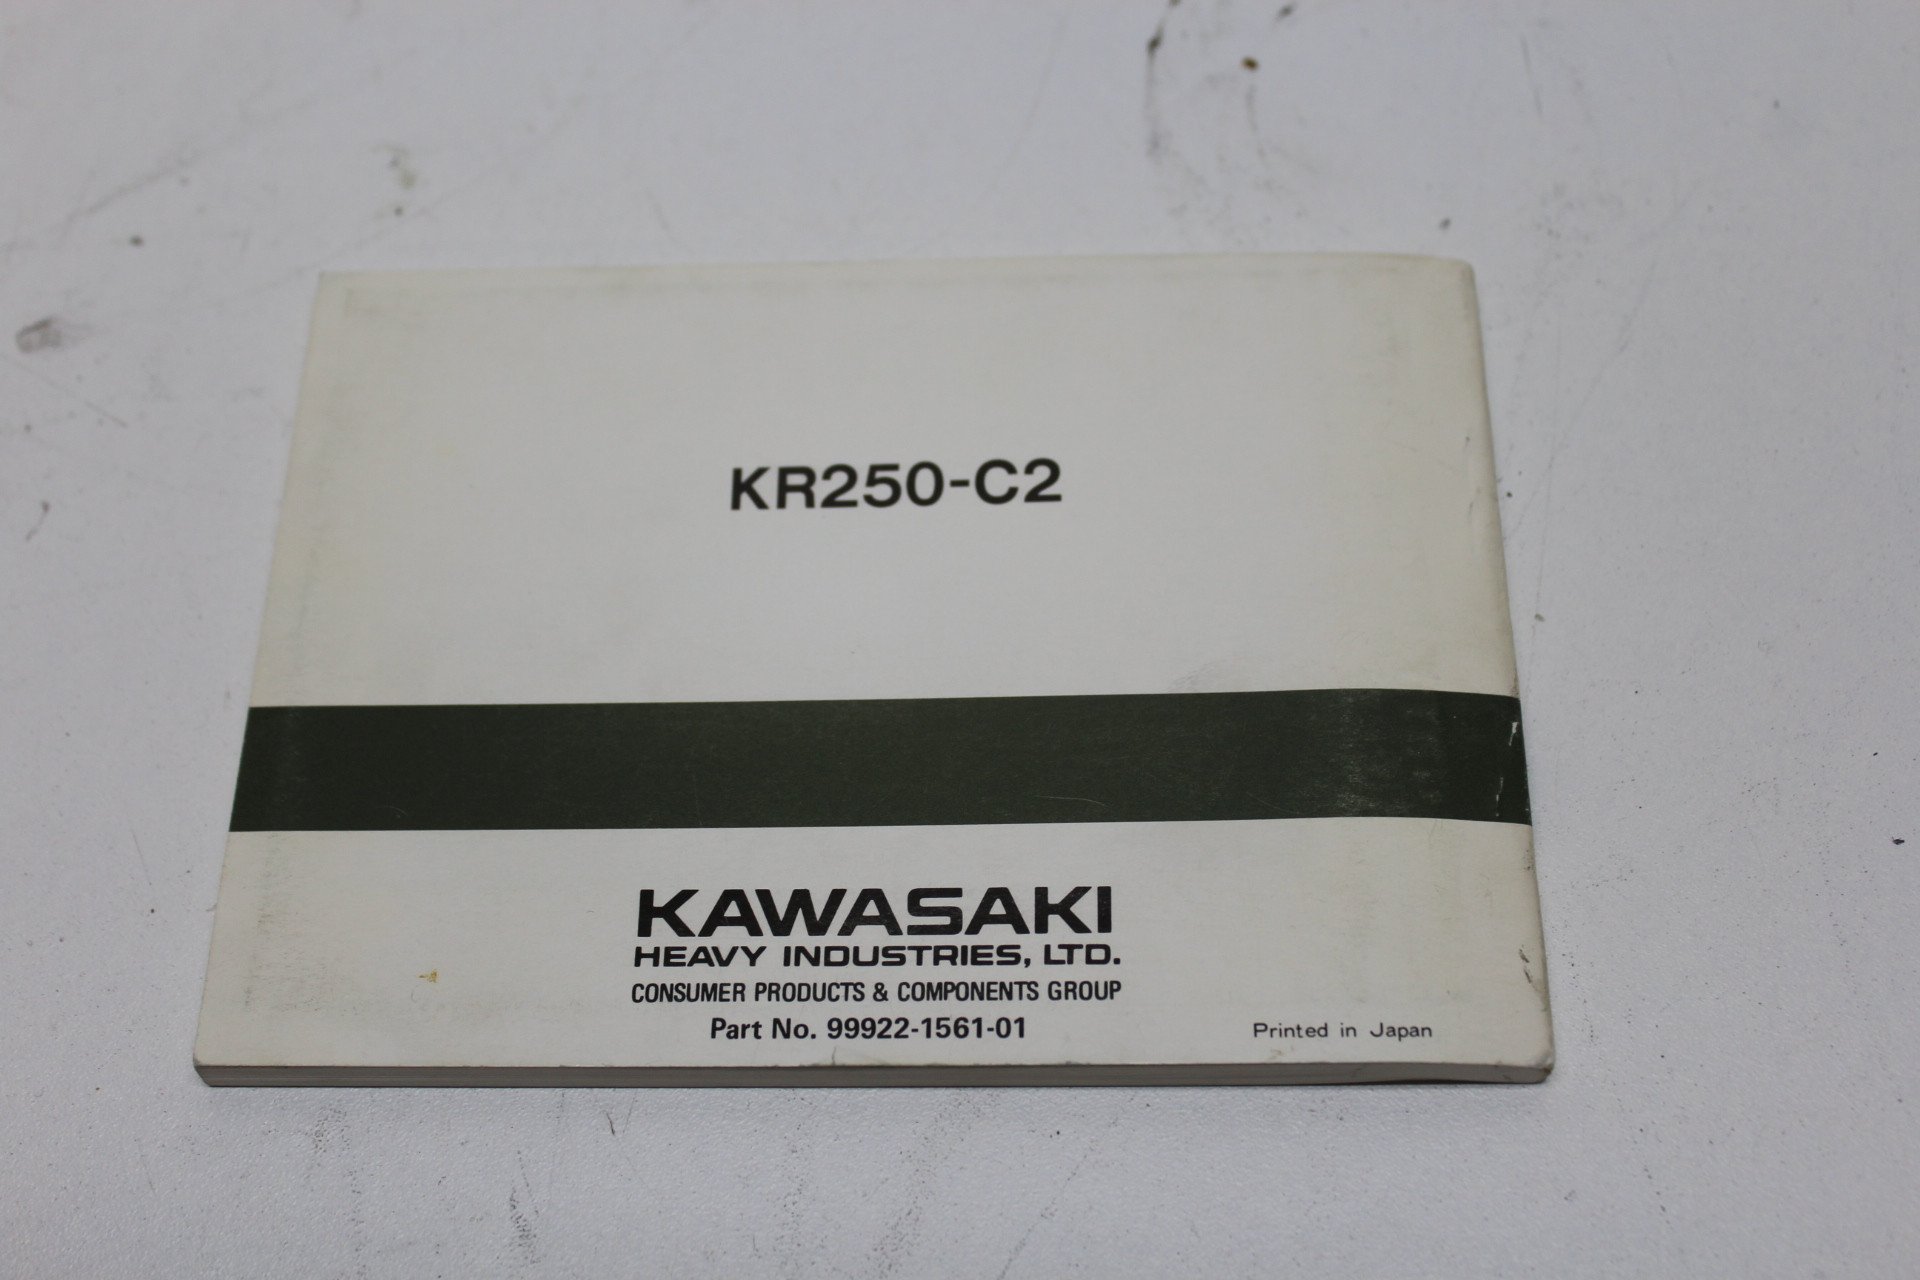 KR250-C2
KAWASAKI
HEAVY INDUSTRIES, LTD.
CONSUMER PRODUCTS & COMPONENTS GROUP
Part No. 99922-1561-01
Printed in Japan